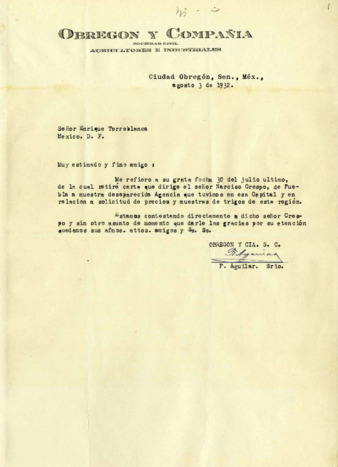 OBREGON Y COMPAÑIA
SOCIEDAD CIVIL
AGRICULTORES E INDUSTRIALES
Ciudad Obregón, Son., Méx.,
agosto 3 de 1932.
Señor Enrique Torreblanca
Mexico. D. F.
Muy estimado y fino amigo :
Me refiero a su grata fecha 30 del julio ultimo,
de la cual retiré carta que dirige el señor Narciso Crespo, de Pue-
bla a nuestra desaparecida Agencia que tuvimos en esa Capital y en
relacion a solicitud de precios y muestras de trigos de esta región.
Estamos contestando directamente a dicho señor Cres-
po y sin otro asunto de momento que darle las gracias por su atención
quedamos sus afmos. attos. amigos y Ss. Ss.
OBREGON Y CIA. S. C.
F. Aguilar
F. Aguilar. Srio.